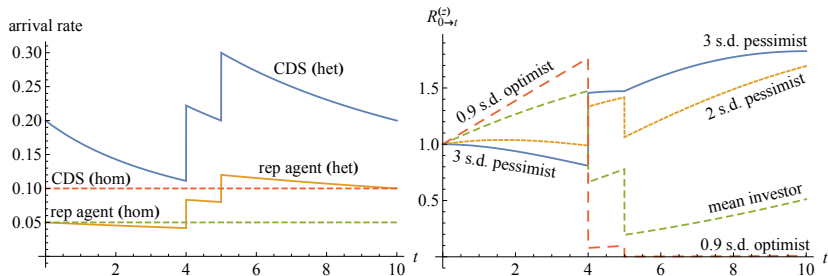 arrival rate
0.30
0.25
0.20
0.15
0.10
0.05
CDS (het)
rep agent (het)
CDS (hom)
rep agent (hom)
2
4
6
8
10
t
R_{0→t}^{(z)}
1.5
1.0
0.5
0.9 s.d. optimist
3 s.d. pessimist
2 s.d. pessimist
3 s.d. pessimist
mean investor
0.9 s.d. optimist
0
2
4
6
8
10
t